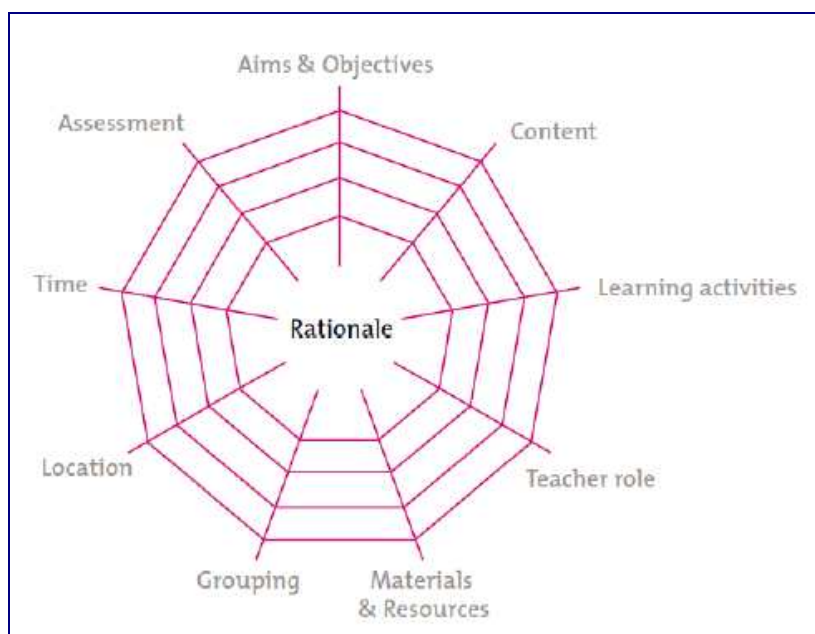 Aims & Objectives
Assessment
Content
Time
Learning activities
Rationale
Location
Teacher role
Grouping
Materials
& Resources